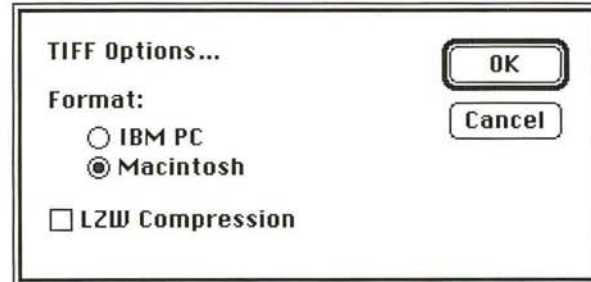 TIFF Options...
OK
Format:
Cancel
IBM PC
Macintosh
LZW Compression